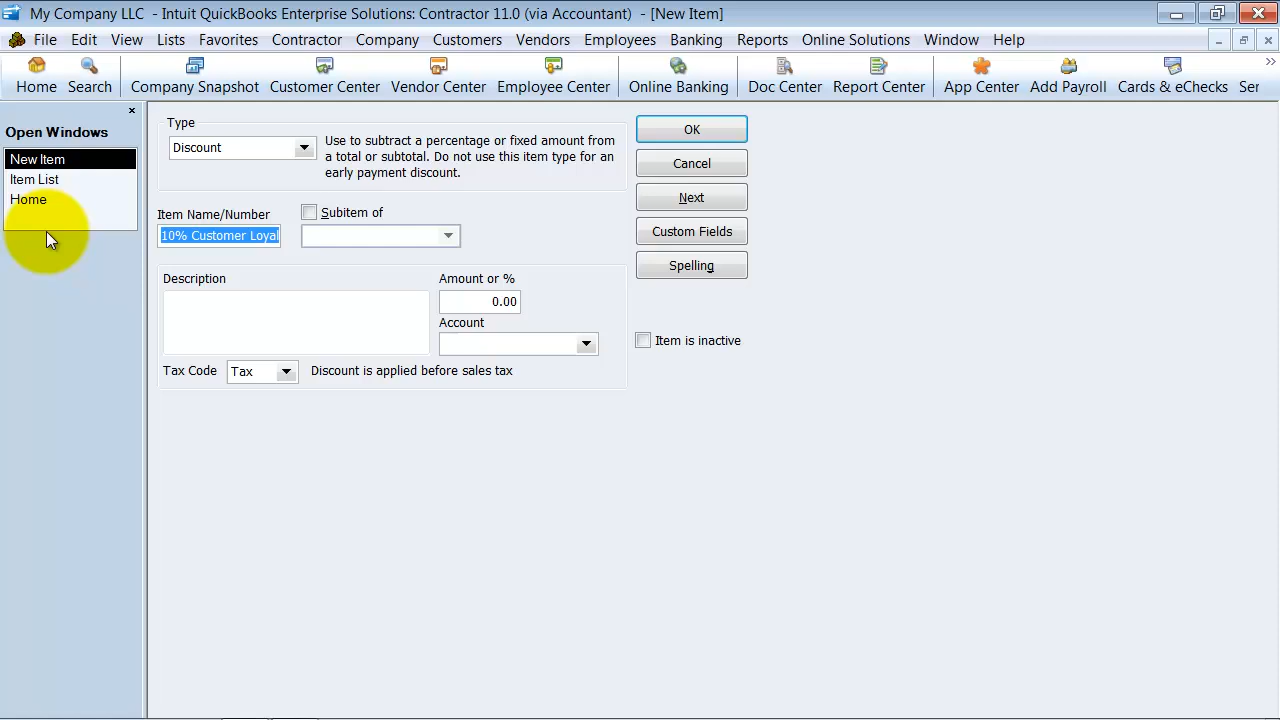 My Company LLC - Intuit QuickBooks Enterprise Solutions: Contractor 11.0 (via Accountant) - [New Item]
File Edit View Lists Favorites Contractor Company Customers Vendors Employees Banking Reports Online Solutions Window Help
Home Search Company Snapshot Customer Center Vendor Center Employee Center Online Banking Doc Center Report Center App Center Add Payroll Cards & eChecks Ser
Open Windows
New Item
Item List
Home
Type
Discount
Use to subtract a percentage or fixed amount from
a total or subtotal. Do not use this item type for an
early payment discount.
Item Name/Number
Subitem of
10% Customer Loyal
Description
Amount or %
0.00
Account
Tax Code
Tax
Discount is applied before sales tax
OK
Cancel
Next
Custom Fields
Spelling
Item is inactive